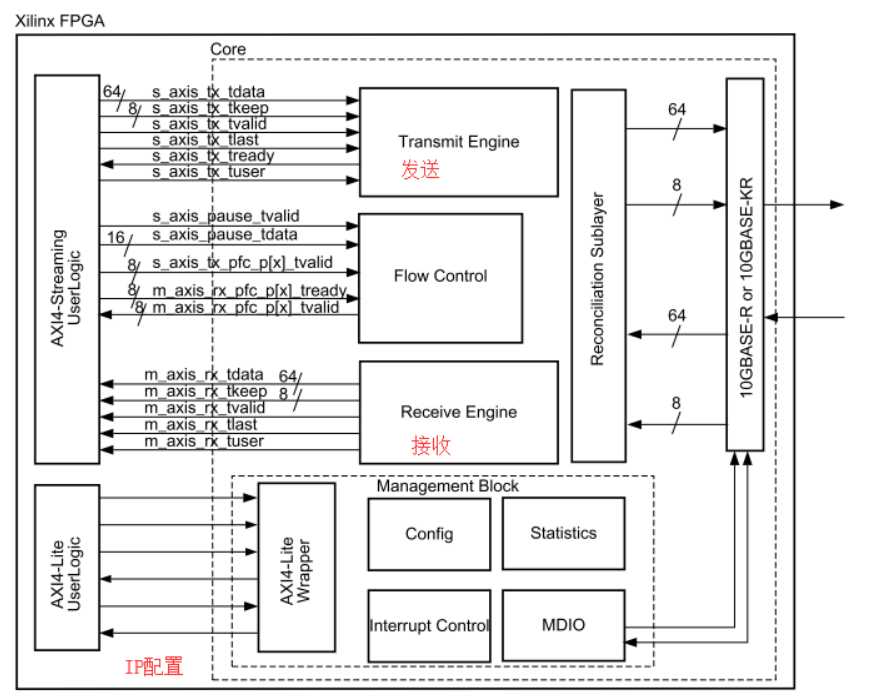 Xilinx FPGA
Core
AXI4-Streaming
UserLogic
64
s_axis_tx_tdata
8
s_axis_tx_tkeep
s_axis_tx_tvalid
s_axis_tx_tlast
s_axis_tx_tready
s_axis_tx_tuser
Transmit Engine
发送
s_axis_pause_tvalid
16
s_axis_pause_tdata
8
s_axis_tx_pfc_p[x]_tvalid
8
m_axis_rx_pfc_p[x]_tready
8
m_axis_rx_pfc_p[x]_tvalid
Flow Control
m_axis_rx_tdata
64
m_axis_rx_tkeep
8
m_axis_rx_tvalid
m_axis_rx_tlast
m_axis_rx_tuser
Receive Engine
接收
Reconciliation Sublayer
64
8
64
8
10GBASE-R or 10GBASE-KR
AXI4-Lite
UserLogic
IP配置
AXI4-Lite
Wrapper
Management Block
Config
Statistics
Interrupt Control
MDIO